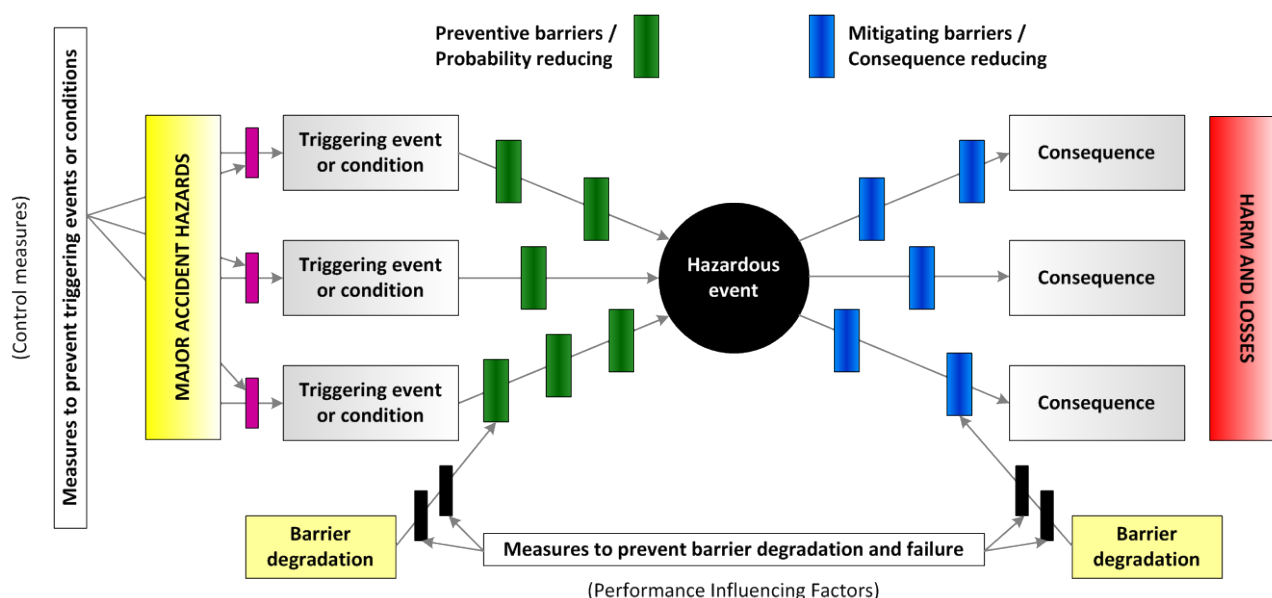 Preventive barriers /
Probability reducing
Mitigating barriers /
Consequence reducing
(Control measures)
Measures to prevent triggering events or conditions
MAJOR ACCIDENT HAZARDS
Triggering event
or condition
Triggering event
or condition
Triggering event
or condition
Hazardous
event
Consequence
Consequence
Consequence
HARM AND LOSSES
Barrier
degradation
Measures to prevent barrier degradation and failure
(Performance Influencing Factors)
Barrier
degradation